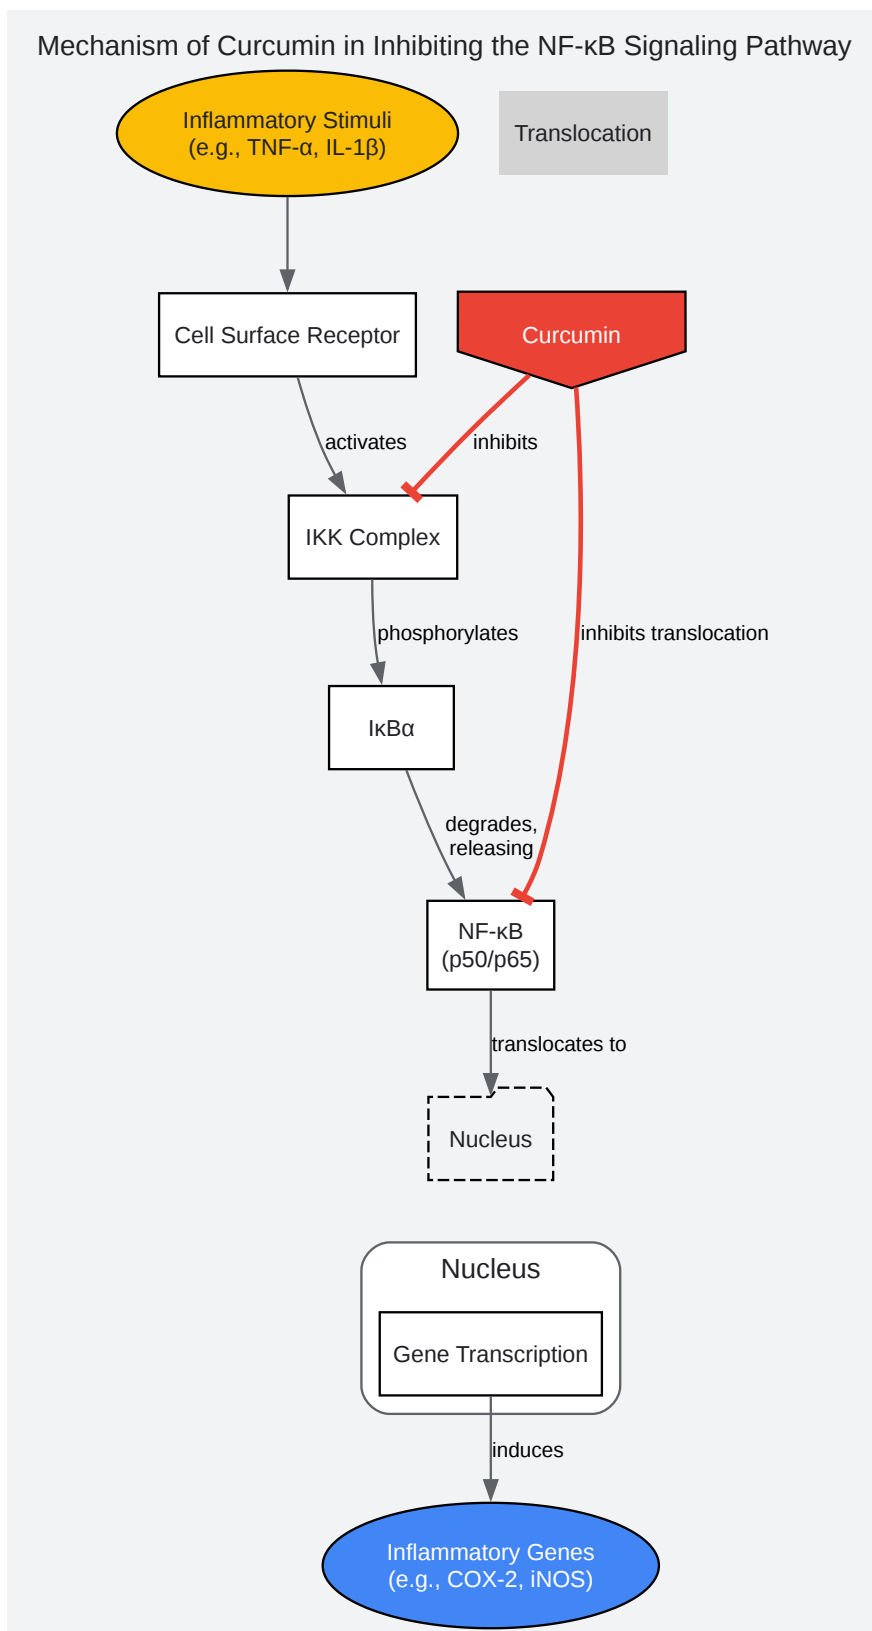 Mechanism of Curcumin in Inhibiting the NF-κB Signaling Pathway
Inflammatory Stimuli
(e.g., TNF-α, IL-1β)
Translocation
Cell Surface Receptor
Curcumin
activates
inhibits
IKK Complex
phosphorylates
inhibits translocation
IκBα
degrades,
releasing
NF-κB
(p50/p65)
translocates to
Nucleus
Nucleus
Gene Transcription
induces
Inflammatory Genes
(e.g., COX-2, iNOS)